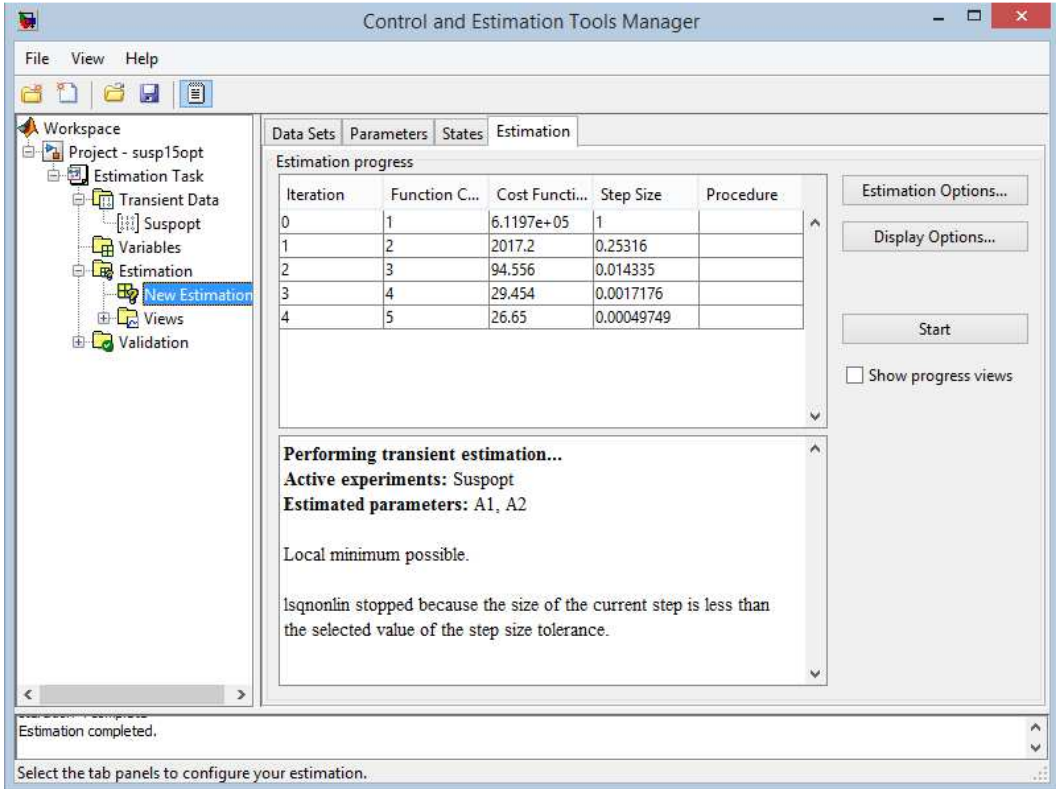 Control and Estimation Tools Manager
File View Help
Workspace
Project - susp15opt
Estimation Task
Transient Data
Suspopt
Variables
Estimation
New Estimation
Views
Validation
Data Sets Parameters States Estimation
Estimation progress
Iteration Function C... Cost Functi... Step Size Procedure
0 1 6.1197e+05 1
1 2 2017.2 0.25316
2 3 94.556 0.014335
3 4 29.454 0.0017176
4 5 26.65 0.00049749
Estimation Options...
Display Options...
Start
Show progress views
Performing transient estimation...
Active experiments: Suspopt
Estimated parameters: A1, A2
Local minimum possible.
lsqnonlin stopped because the size of the current step is less than
the selected value of the step size tolerance.
Estimation completed.
Select the tab panels to configure your estimation.